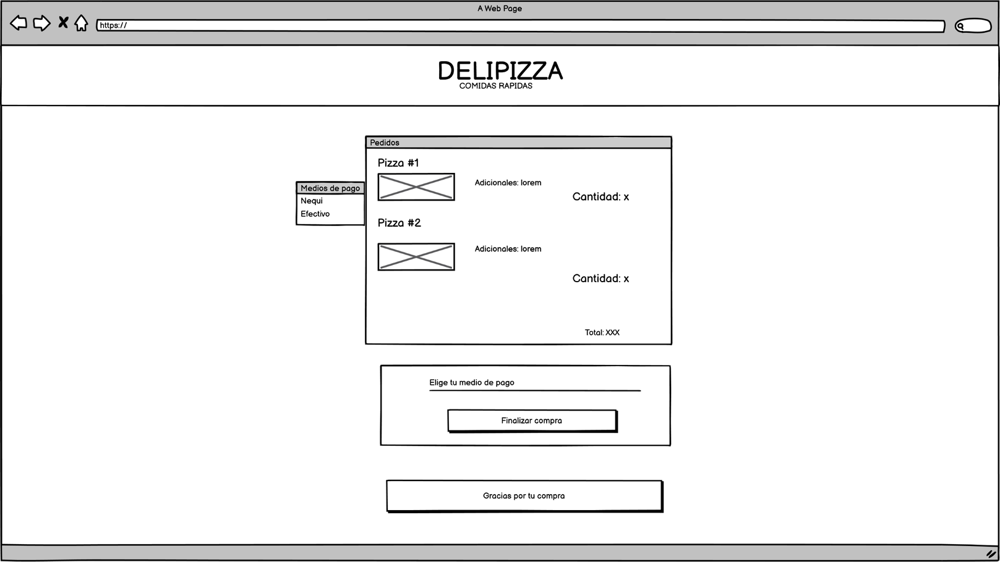 A Web Page
https://
DELIPIZZA
COMIDAS RAPIDAS
Pedidos
Pizza #1
Adicionales: lorem
Cantidad: x
Medios de pago
Nequi
Efectivo
Pizza #2
Adicionales: lorem
Cantidad: x
Total: XXX
Elige tu medio de pago
Finalizar compra
Gracias por tu compra